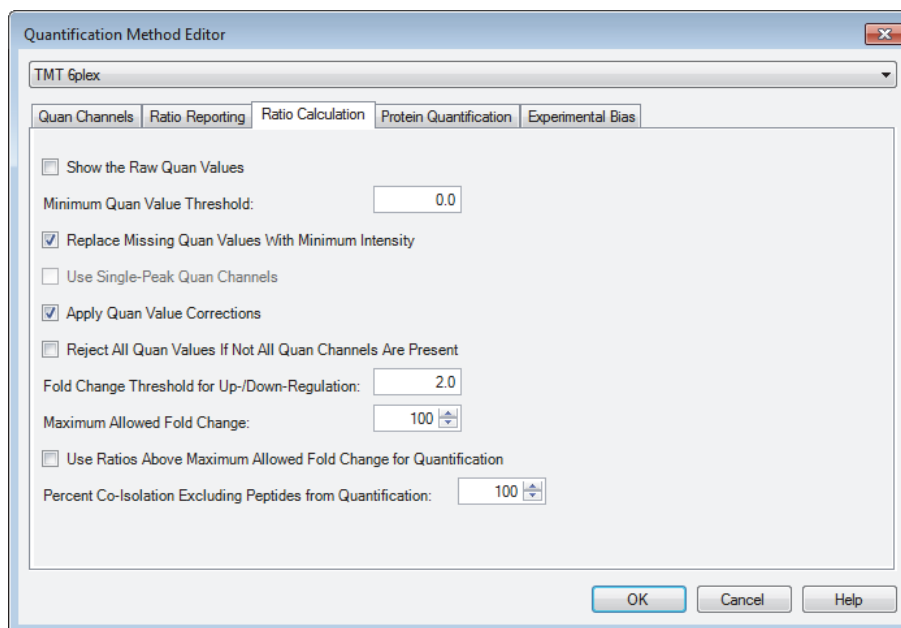 Quantification Method Editor
TMT 6plex
Quan Channels Ratio Reporting Ratio Calculation Protein Quantification Experimental Bias
Show the Raw Quan Values
Minimum Quan Value Threshold: 0.0
Replace Missing Quan Values With Minimum Intensity
Use Single-Peak Quan Channels
Apply Quan Value Corrections
Reject All Quan Values If Not All Quan Channels Are Present
Fold Change Threshold for Up-/Down-Regulation: 2.0
Maximum Allowed Fold Change: 100
Use Ratios Above Maximum Allowed Fold Change for Quantification
Percent Co-Isolation Excluding Peptides from Quantification: 100
OK Cancel Help